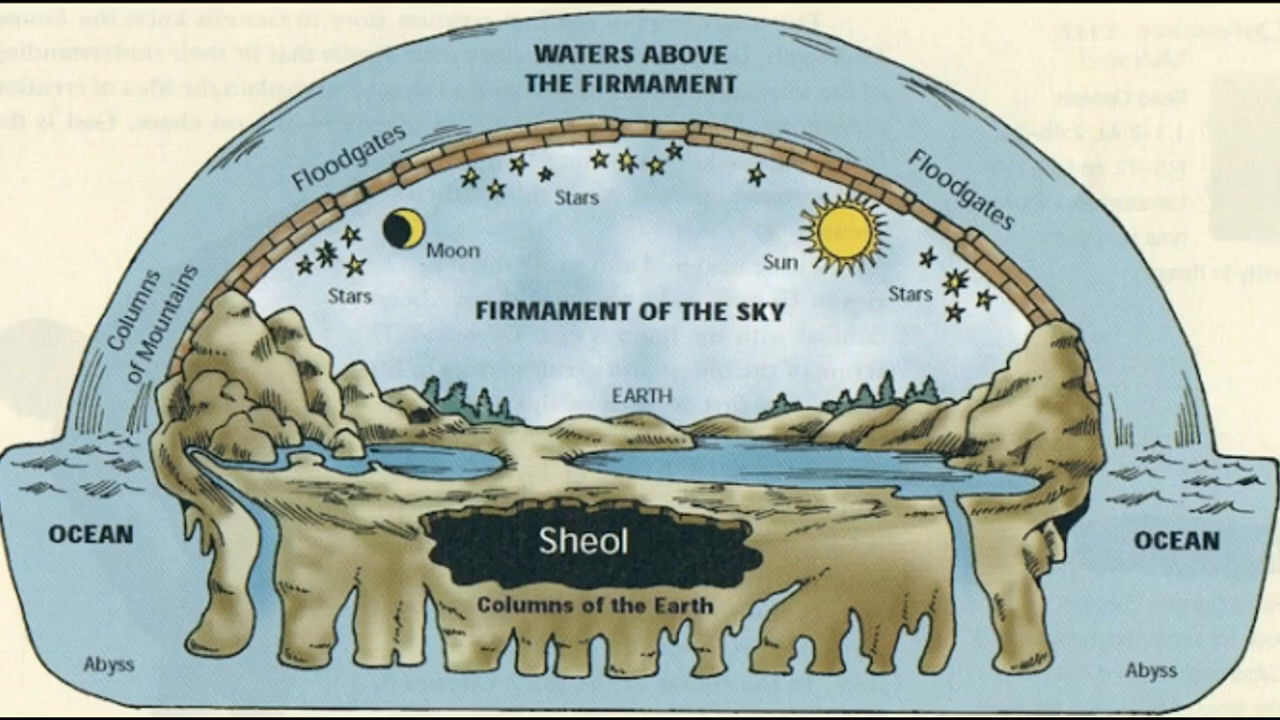 WATERS ABOVE
THE FIRMAMENT
Floodgates
Floodgates
Stars
Moon
Sun
Stars
Stars
Columns
of Mountains
FIRMAMENT OF THE SKY
EARTH
OCEAN
Sheol
OCEAN
Columns of the Earth
Abyss
Abyss